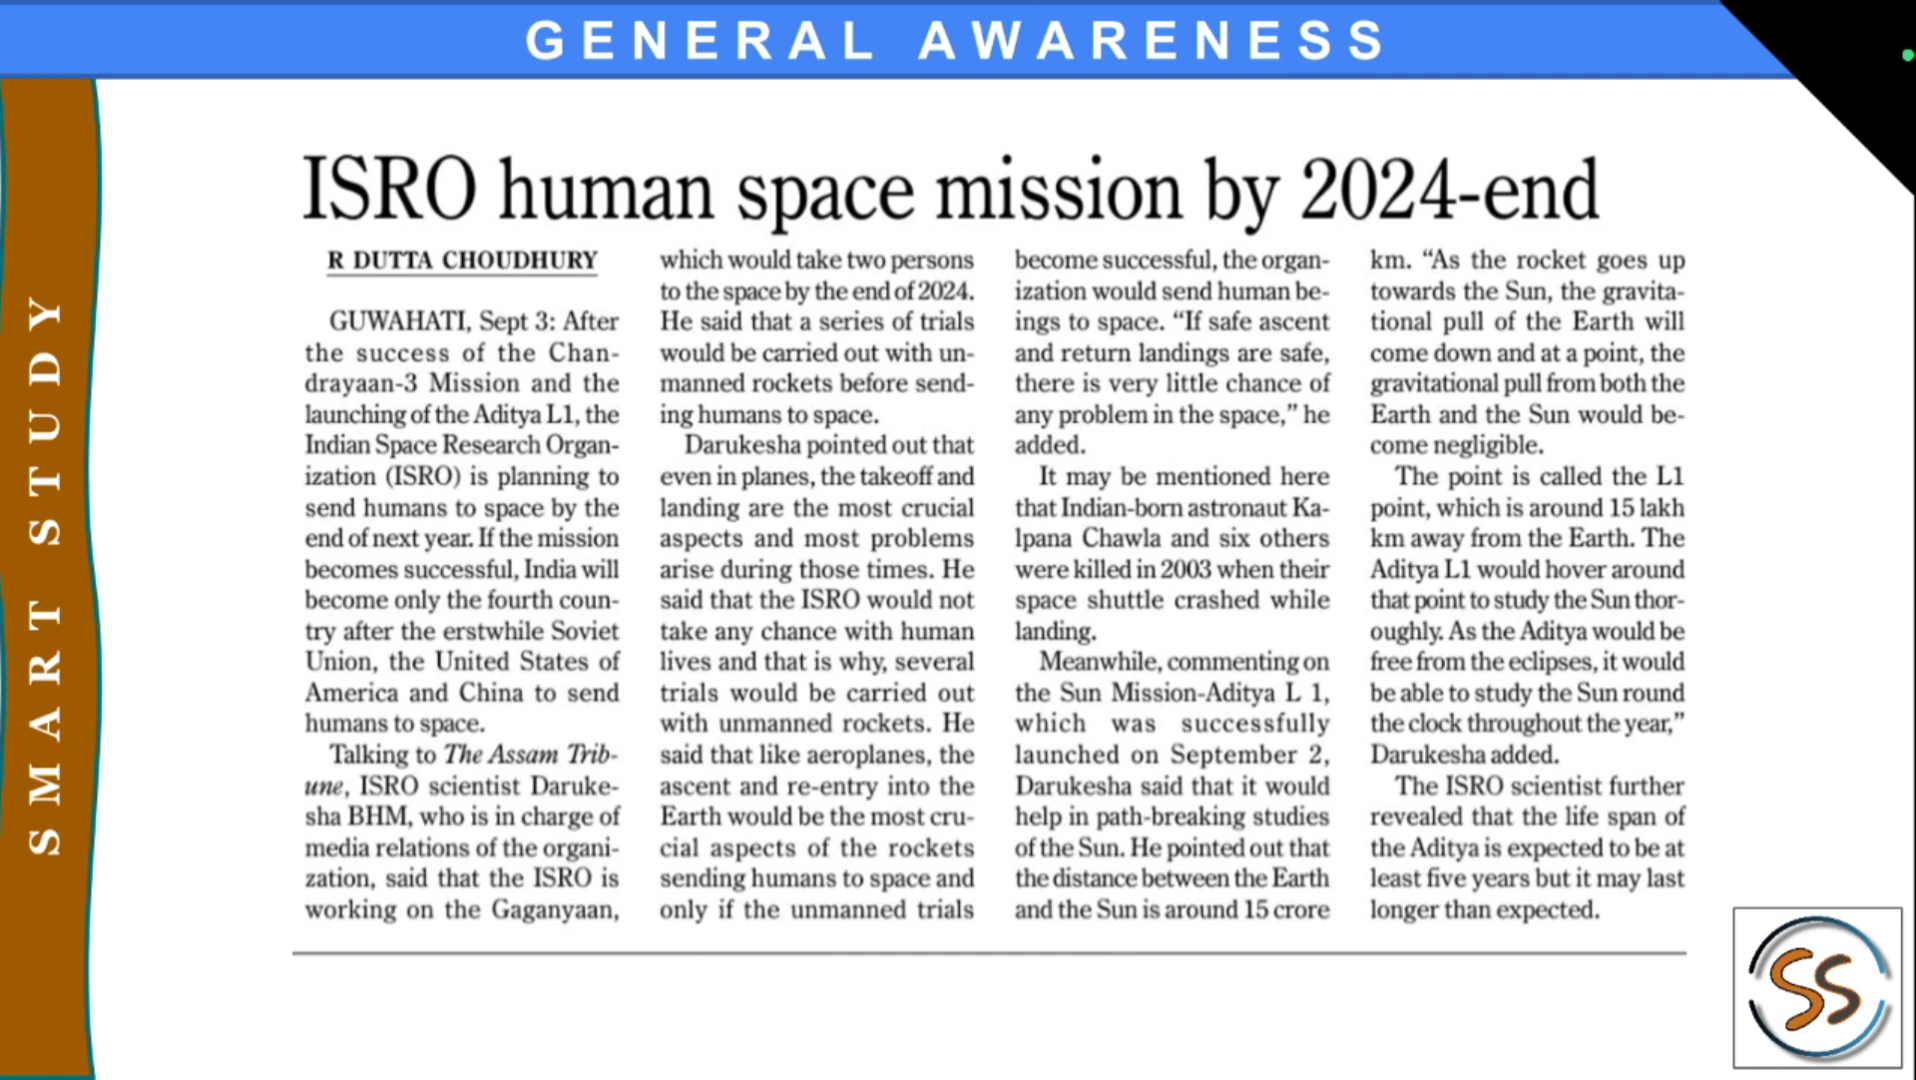 GENERAL AWARENESS
SMART STUDY
ISRO human space mission by 2024-end
R DUTTA CHOUDHURY
GUWAHATI, Sept 3: After
the success of the Chan-
drayaan-3 Mission and the
launching of the Aditya L1, the
Indian Space Research Organ-
ization (ISRO) is planning to
send humans to space by the
end of next year. If the mission
becomes successful, India will
become only the fourth coun-
try after the erstwhile Soviet
Union, the United States of
America and China to send
humans to space.
Talking to The Assam Trib-
une, ISRO scientist Daruke-
sha BHM, who is in charge of
media relations of the organi-
zation, said that the ISRO is
working on the Gaganyaan,
which would take two persons
to the space by the end of 2024.
He said that a series of trials
would be carried out with un-
manned rockets before send-
ing humans to space.
Darukesha pointed out that
even in planes, the takeoff and
landing are the most crucial
aspects and most problems
arise during those times. He
said that the ISRO would not
take any chance with human
lives and that is why, several
trials would be carried out
with unmanned rockets. He
said that like aeroplanes, the
ascent and re-entry into the
Earth would be the most cru-
cial aspects of the rockets
sending humans to space and
only if the unmanned trials
become successful, the organ-
ization would send human be-
ings to space. “If safe ascent
and return landings are safe,
there is very little chance of
any problem in the space,” he
added.
It may be mentioned here
that Indian-born astronaut Ka-
lpana Chawla and six others
were killed in 2003 when their
space shuttle crashed while
landing.
Meanwhile, commenting on
the Sun Mission-Aditya L 1,
which was successfully
launched on September 2,
Darukesha said that it would
help in path-breaking studies
of the Sun. He pointed out that
the distance between the Earth
and the Sun is around 15 crore
km. “As the rocket goes up
towards the Sun, the gravita-
tional pull of the Earth will
come down and at a point, the
gravitational pull from both the
Earth and the Sun would be-
come negligible.
The point is called the L1
point, which is around 15 lakh
km away from the Earth. The
Aditya L1 would hover around
that point to study the Sun thor-
oughly. As the Aditya would be
free from the eclipses, it would
be able to study the Sun round
the clock throughout the year,”
Darukesha added.
The ISRO scientist further
revealed that the life span of
the Aditya is expected to be at
least five years but it may last
longer than expected.
SS